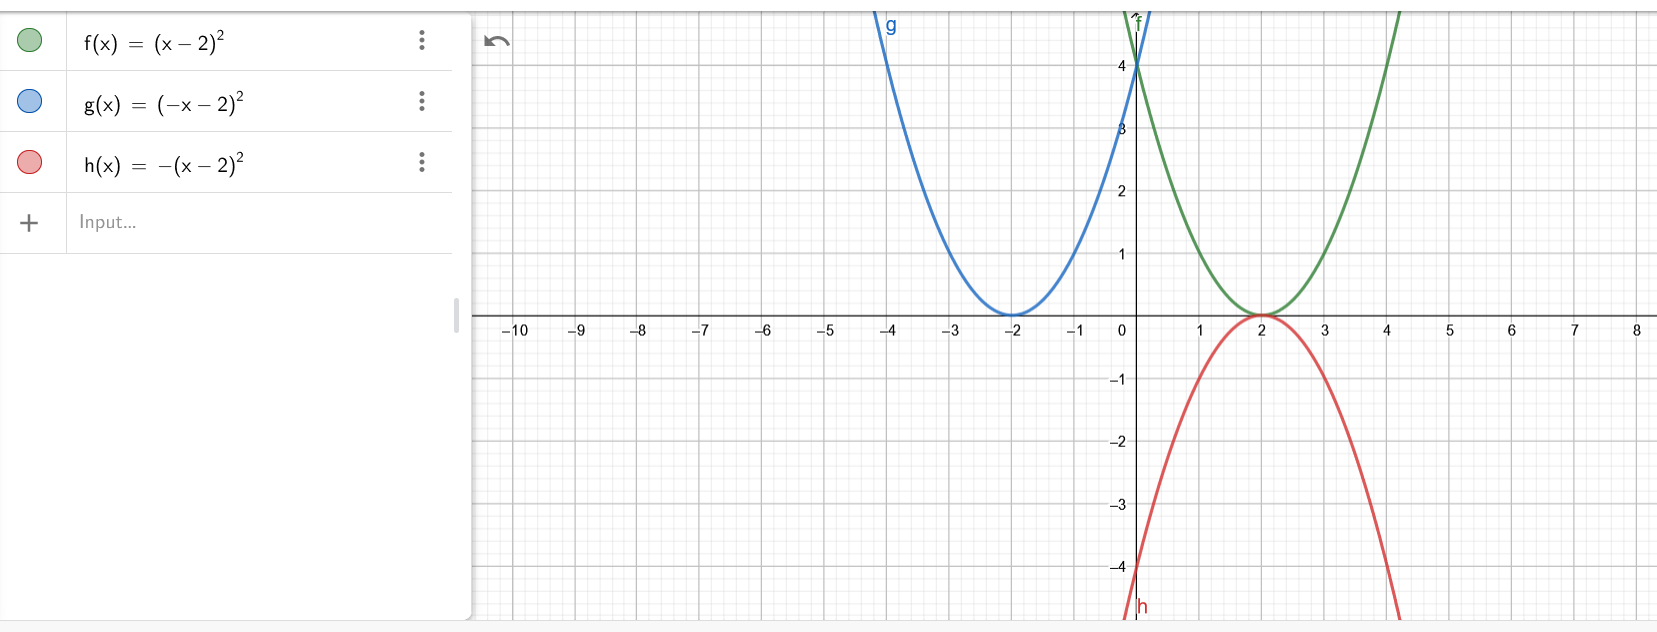 f(x) = (x – 2)²
g(x) = (–x – 2)²
h(x) = –(x – 2)²
+ Input...
g
f
4
3
2
1
–10 –9 –8 –7 –6 –5 –4 –3 –2 –1 0 1 2 3 4 5 6 7 8
–1
–2
–3
–4
h